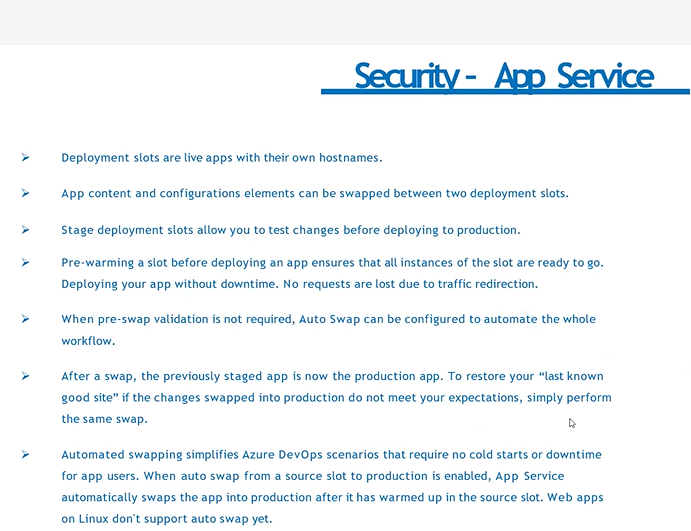 Security - App Service
Deployment slots are live apps with their own hostnames.
App content and configurations elements can be swapped between two deployment slots.
Stage deployment slots allow you to test changes before deploying to production.
Pre-warming a slot before deploying an app ensures that all instances of the slot are ready to go.
Deploying your app without downtime. No requests are lost due to traffic redirection.
When pre-swap validation is not required, Auto Swap can be configured to automate the whole
workflow.
After a swap, the previously staged app is now the production app. To restore your “last known
good site” if the changes swapped into production do not meet your expectations, simply perform
the same swap.
Automated swapping simplifies Azure DevOps scenarios that require no cold starts or downtime
for app users. When auto swap from a source slot to production is enabled, App Service
automatically swaps the app into production after it has warmed up in the source slot. Web apps
on Linux don't support auto swap yet.